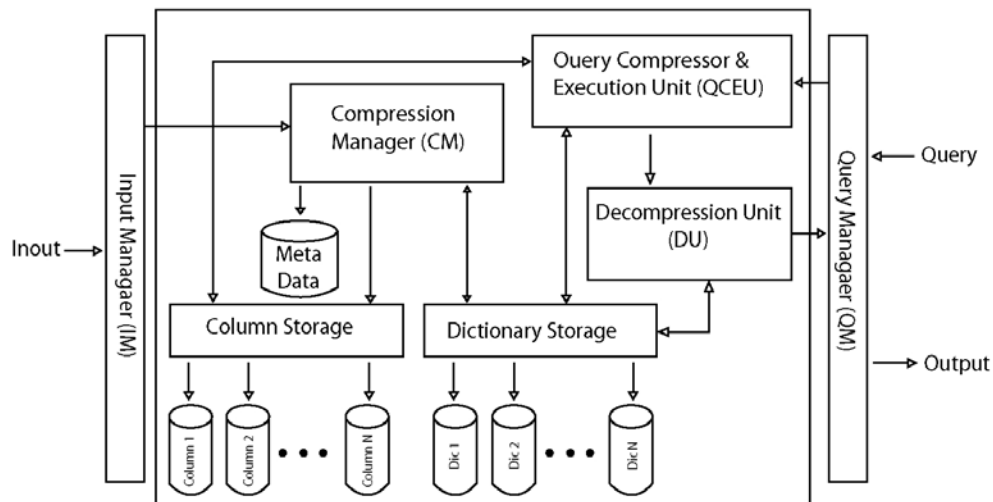 Inout
Input Managaer (IM)
Compression
Manager (CM)
Ouery Compressor &
Execution Unit (QCEU)
Meta
Data
Decompression Unit
(DU)
Column Storage
Dictionary Storage
Column 1
Column 2
Column N
Dic 1
Dic 2
Dic N
Query Managaer (QM)
Query
Output